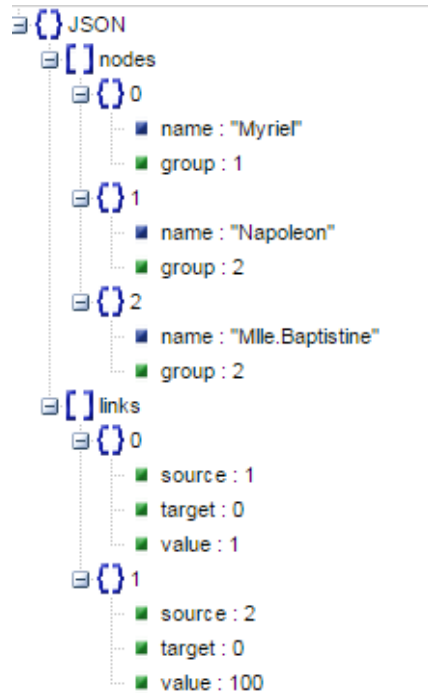 {} JSON
[] nodes
{} 0
name : "Myriel"
group : 1
{} 1
name : "Napoleon"
group : 2
{} 2
name : "Mlle.Baptistine"
group : 2
[] links
{} 0
source : 1
target : 0
value : 1
{} 1
source : 2
target : 0
value : 100